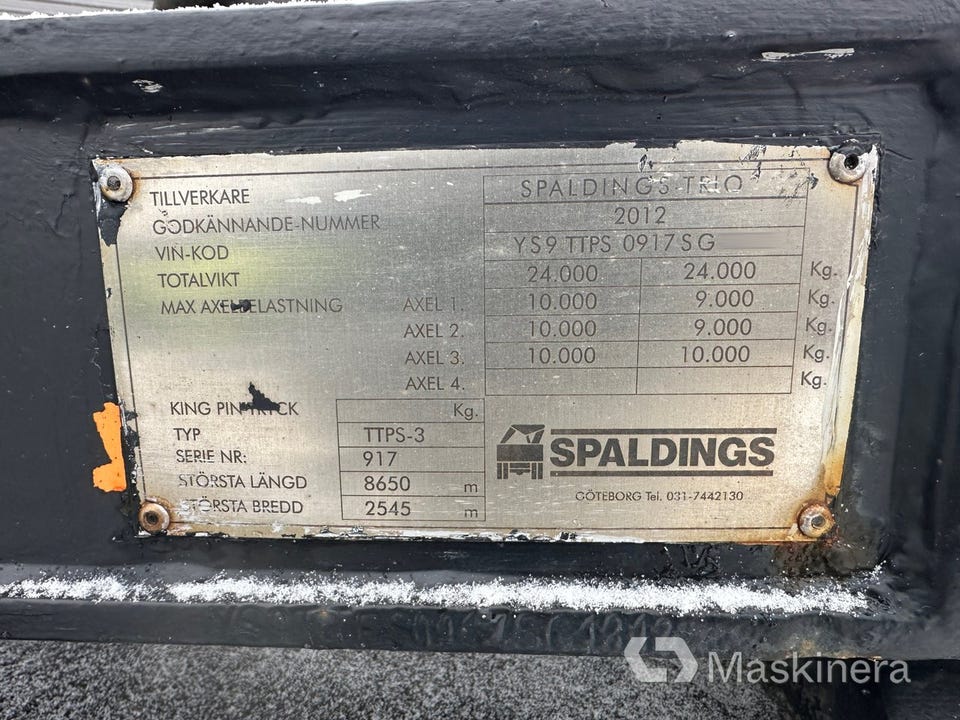 TILLVERKARE SPALDINGS TRIO
GODKÄNNANDE-NUMMER 2012
VIN-KOD YS9 TTPS 0917SG
TOTALVIKT 24.000 24.000 Kg.
MAX AXELBELASTNING AXEL 1. 10.000 9.000 Kg.
AXEL 2. 10.000 9.000 Kg.
AXEL 3. 10.000 10.000 Kg.
AXEL 4. Kg.
KING PIN TRYCK Kg.
TYP TTPS-3
SERIE NR: 917
STÖRSTA LÄNGD 8650 m
STÖRSTA BREDD 2545 m
SPALDINGS
GÖTEBORG Tel. 031-7442130
Maskinera